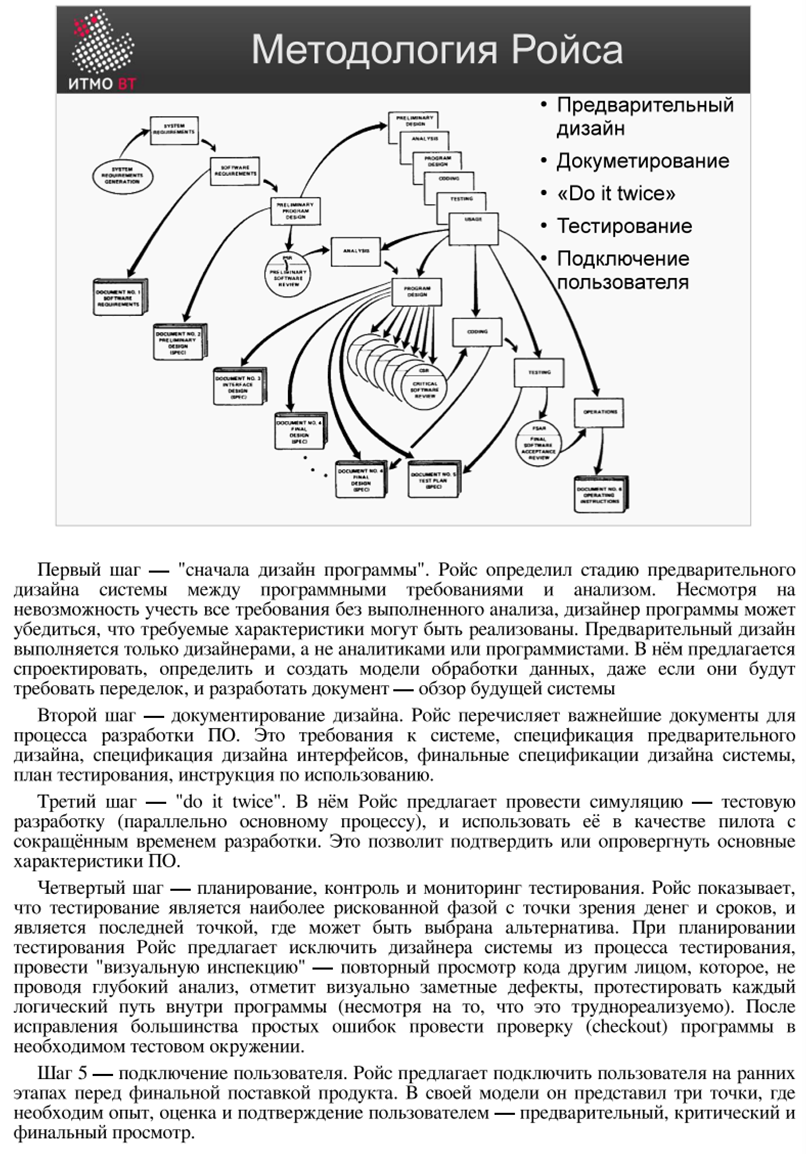 Методология Ройса
ИТМО ВТ
• Предварительный
дизайн
• Докуметирование
• «Do it twice»
• Тестирование
• Подключение
пользователя
SYSTEM
REQUIREMENTS
SYSTEM
REQUIREMENTS
GENERATION
SOFTWARE
REQUIREMENTS
PRELIMINARY
PROGRAM
DESIGN
PRELIMINARY
DESIGN
ANALYSIS
PROGRAM
DESIGN
CODING
TESTING
USAGE
PSR
PRELIMINARY
SOFTWARE
REVIEW
ANALYSIS
PROGRAM
DESIGN
CODING
TESTING
OPERATIONS
CSR
CRITICAL
SOFTWARE
REVIEW
FSAR
FINAL
SOFTWARE
ACCEPTANCE
REVIEW
DOCUMENT NO. 1
SOFTWARE
REQUIREMENTS
DOCUMENT NO. 2
PRELIMINARY
DESIGN
(SPEC)
DOCUMENT NO. 3
INTERFACE
DESIGN
(SPEC)
DOCUMENT NO. 4
FINAL
DESIGN
(SPEC)
DOCUMENT NO. 4
FINAL
DESIGN
(SPEC)
DOCUMENT NO. 5
TEST PLAN
(SPEC)
DOCUMENT NO. 6
OPERATING
INSTRUCTIONS
Первый шаг — "сначала дизайн программы". Ройс определил стадию предварительного
дизайна системы между программными требованиями и анализом. Несмотря на
невозможность учесть все требования без выполненного анализа, дизайнер программы может
убедиться, что требуемые характеристики могут быть реализованы. Предварительный дизайн
выполняется только дизайнерами, а не аналитиками или программистами. В нём предлагается
спроектировать, определить и создать модели обработки данных, даже если они будут
требовать переделок, и разработать документ — обзор будущей системы
Второй шаг — документирование дизайна. Ройс перечисляет важнейшие документы для
процесса разработки ПО. Это требования к системе, спецификация предварительного
дизайна, спецификация дизайна интерфейсов, финальные спецификации дизайна системы,
план тестирования, инструкция по использованию.
Третий шаг — "do it twice". В нём Ройс предлагает провести симуляцию — тестовую
разработку (параллельно основному процессу), и использовать её в качестве пилота с
сокращённым временем разработки. Это позволит подтвердить или опровергнуть основные
характеристики ПО.
Четвертый шаг — планирование, контроль и мониторинг тестирования. Ройс показывает,
что тестирование является наиболее рискованной фазой с точки зрения денег и сроков, и
является последней точкой, где может быть выбрана альтернатива. При планировании
тестирования Ройс предлагает исключить дизайнера системы из процесса тестирования,
провести "визуальную инспекцию" — повторный просмотр кода другим лицом, которое, не
проводя глубокий анализ, отметит визуально заметные дефекты, протестировать каждый
логический путь внутри программы (несмотря на то, что это труднореализуемо). После
исправления большинства простых ошибок провести проверку (checkout) программы в
необходимом тестовом окружении.
Шаг 5 — подключение пользователя. Ройс предлагает подключить пользователя на ранних
этапах перед финальной поставкой продукта. В своей модели он представил три точки, где
необходим опыт, оценка и подтверждение пользователем — предварительный, критический и
финальный просмотр.